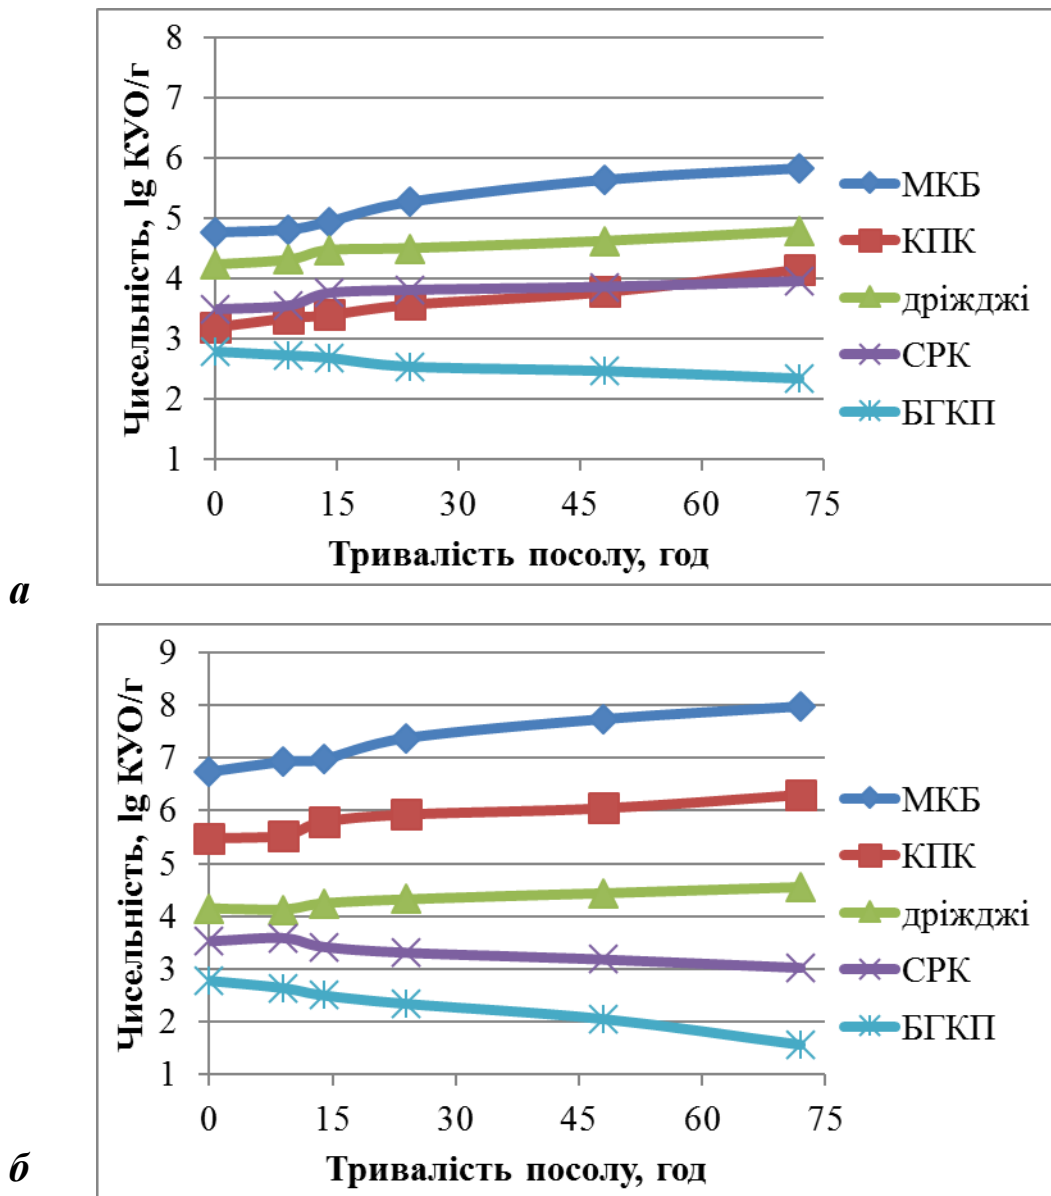 Чисельність, lg КУО/г
8
7
6
5
4
3
2
1
0 15 30 45 60 75
Тривалість посолу, год
МКБ
КПК
дріжджі
СРК
БГКП
а
Чисельність, lg КУО/г
9
8
7
6
5
4
3
2
1
0 15 30 45 60 75
Тривалість посолу, год
МКБ
КПК
дріжджі
СРК
БГКП
б